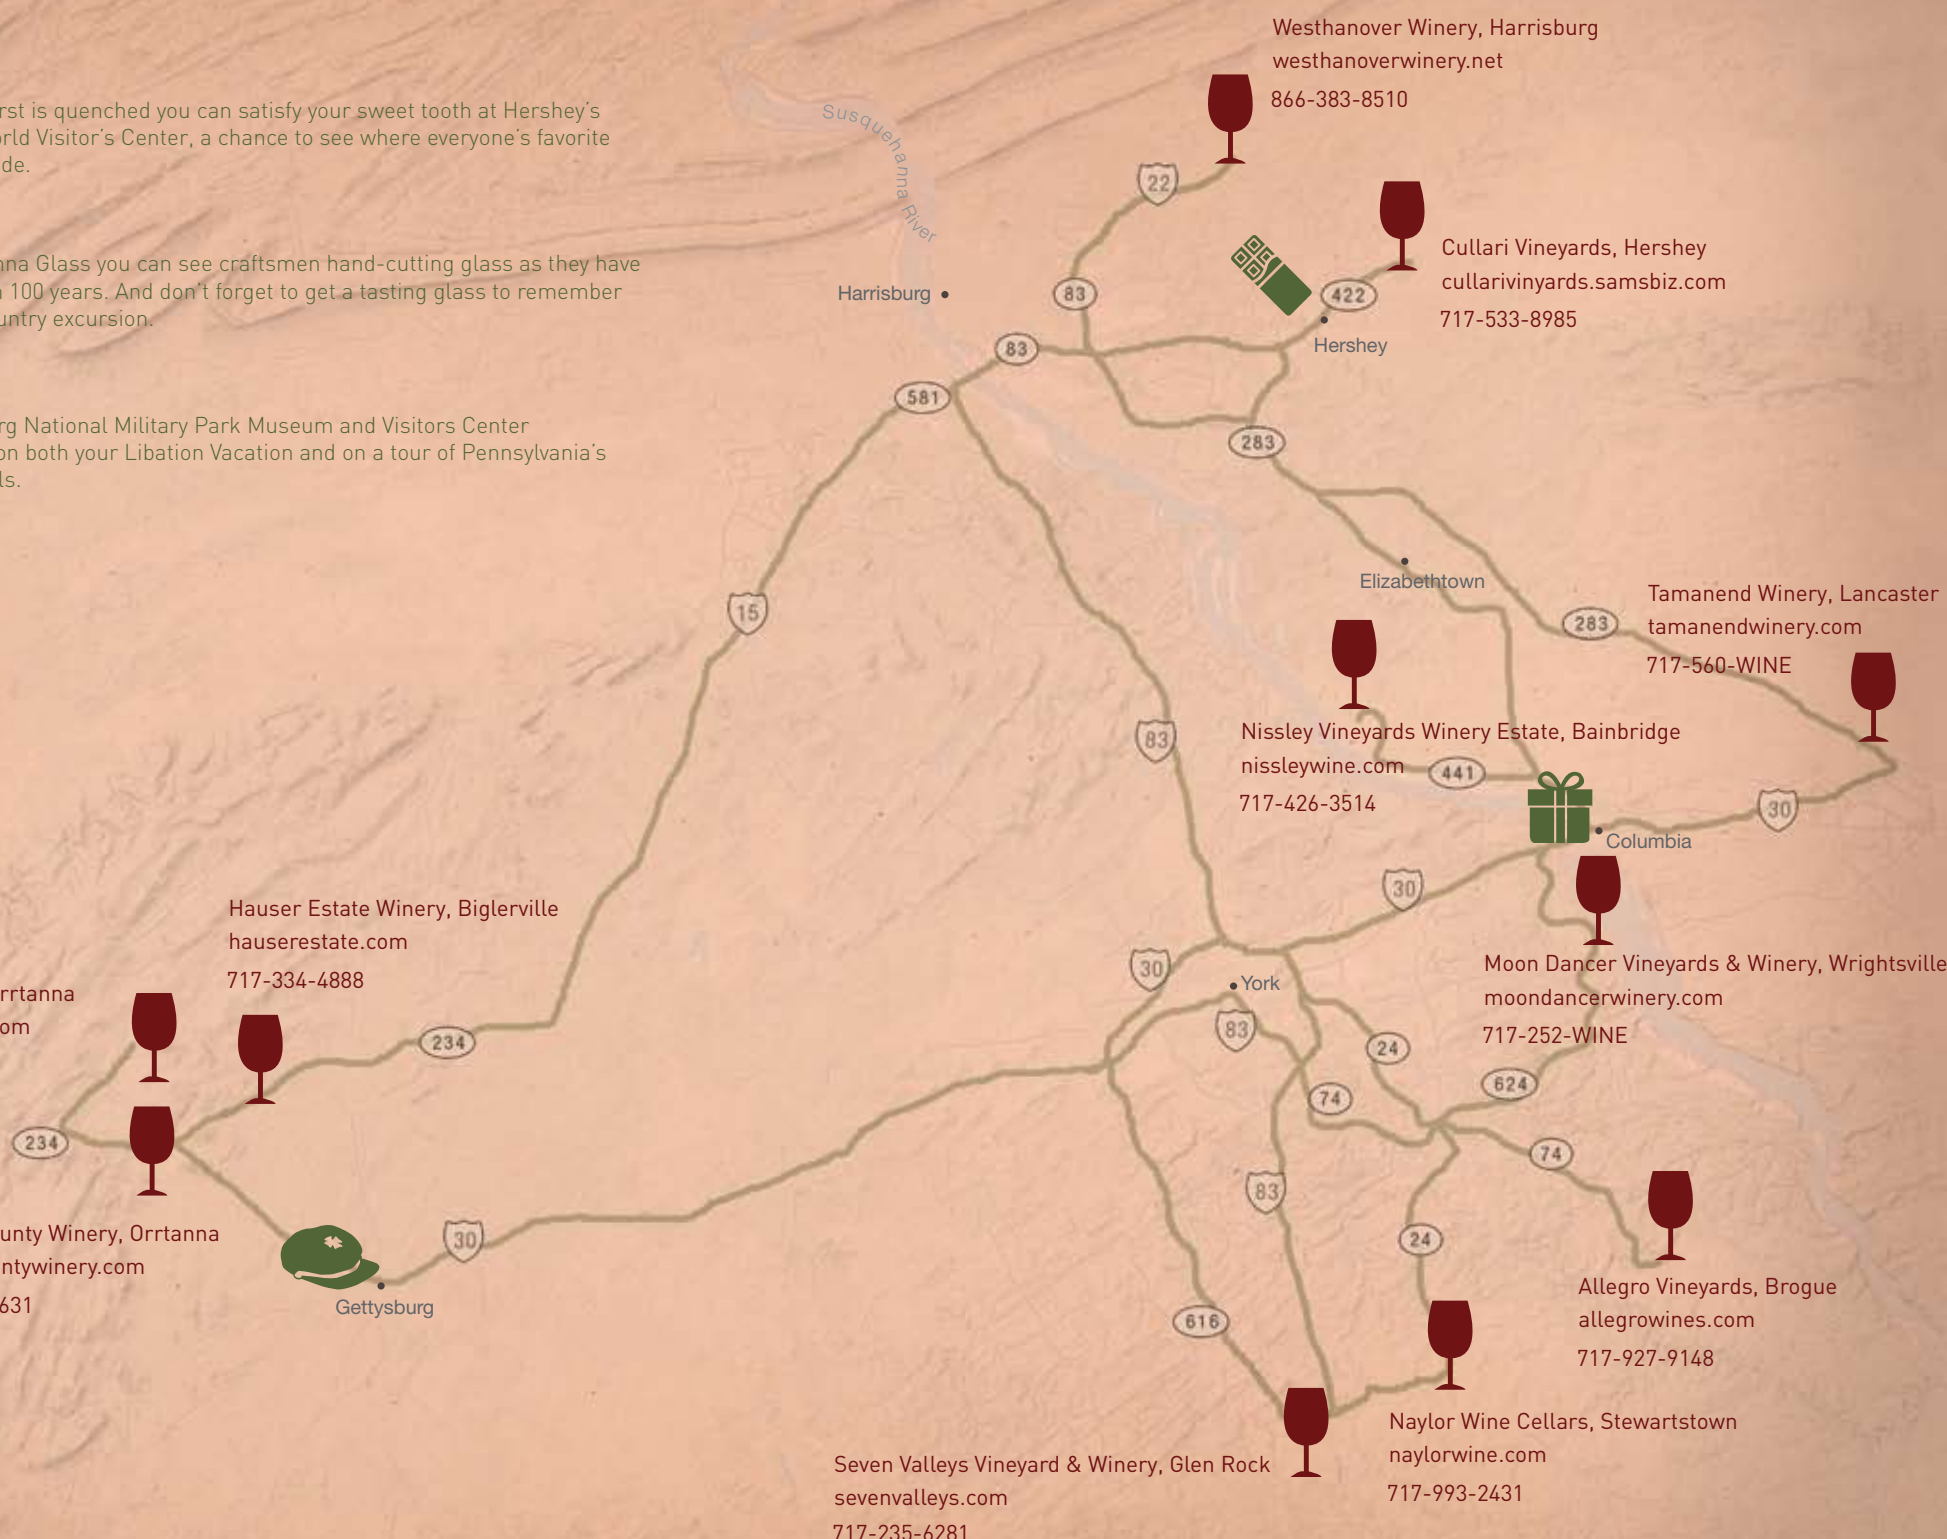 rst is quenched you can satisfy your sweet tooth at Hershey's
orld Visitor's Center, a chance to see where everyone's favorite
de.
nna Glass you can see craftsmen hand-cutting glass as they have
100 years. And don't forget to get a tasting glass to remember
untry excursion.
rg National Military Park Museum and Visitors Center
on both your Libation Vacation and on a tour of Pennsylvania's
ls.
Westhanover Winery, Harrisburg
westhanoverwinery.net
866-383-8510
Susquehanna River
22
Cullari Vineyards, Hershey
cullarivinyards.samsbiz.com
717-533-8985
Harrisburg
83
422
Hershey
83
581
283
Elizabethtown
15
283
Tamanend Winery, Lancaster
tamanendwinery.com
717-560-WINE
83
Nissley Vineyards Winery Estate, Bainbridge
nissleywine.com
717-426-3514
441
30
Columbia
30
Hauser Estate Winery, Biglerville
hauserestate.com
717-334-4888
30
York
83
Moon Dancer Vineyards & Winery, Wrightsville
moondancerwinery.com
717-252-WINE
rrtanna
om
234
24
74
624
234
74
83
unty Winery, Orrtanna
ntywinery.com
631
30
Gettysburg
24
616
Allegro Vineyards, Brogue
allegrowines.com
717-927-9148
Naylor Wine Cellars, Stewartstown
naylorwine.com
717-993-2431
Seven Valleys Vineyard & Winery, Glen Rock
sevenvalleys.com
717-235-6281